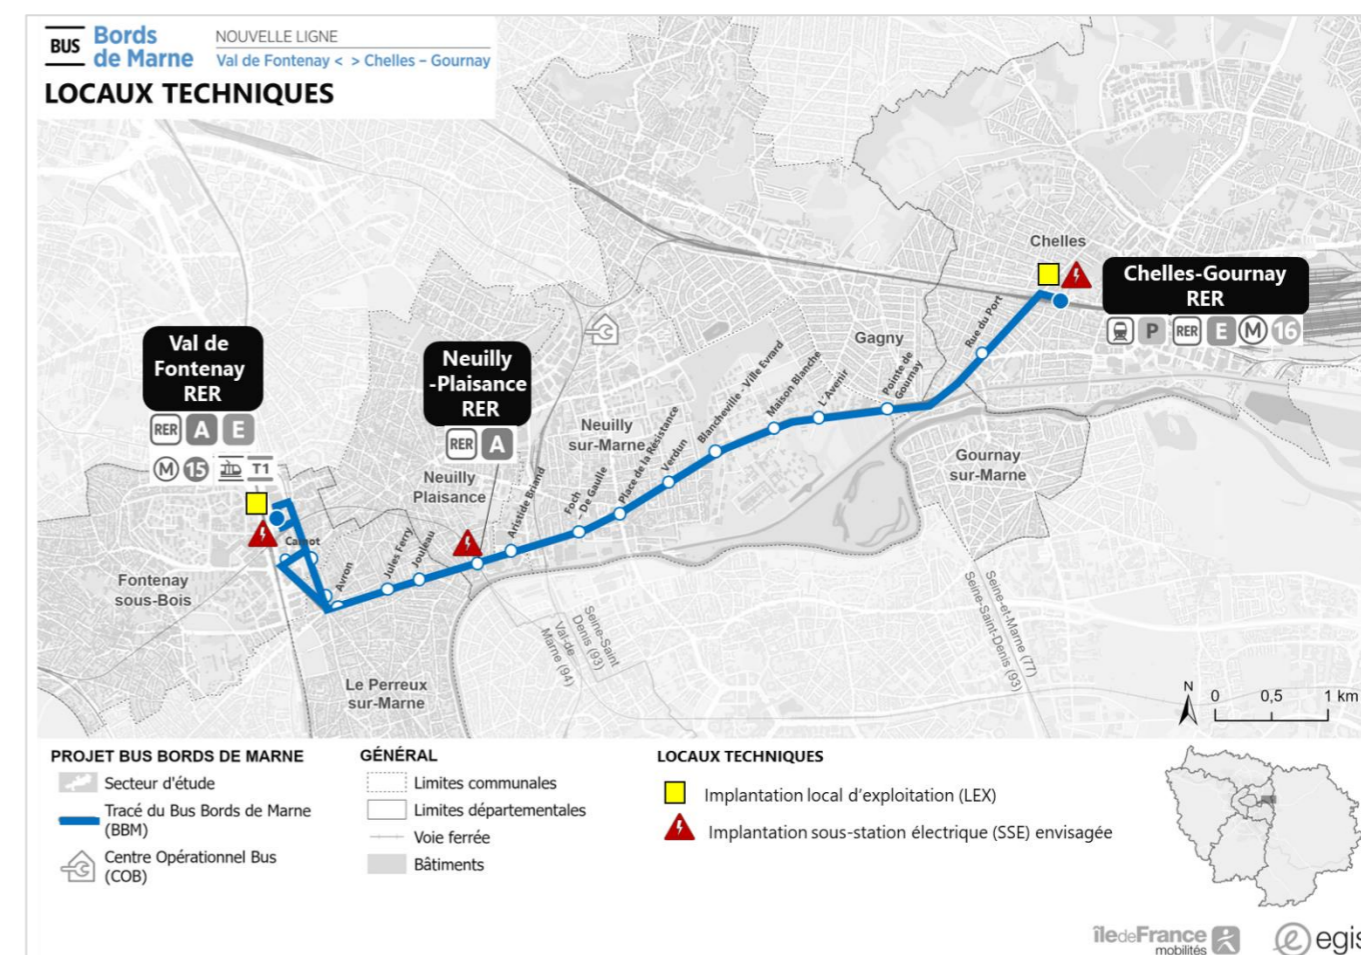 BUS Bords de Marne
NOUVELLE LIGNE
Val de Fontenay < > Chelles – Gournay
LOCAUX TECHNIQUES
Chelles
Chelles-Gournay
RER
P RER E M 16
Rue du Port
Gagny
Val de
Fontenay
RER
RER A E
M 15 T1
Neuilly
-Plaisance
RER
RER A
Pointe de
Gournay
L'Avenir
Maison Blanche
Blancheville - Ville Evrard
Verdun
Place de la Résistance
Foch
– De Gaulle
Aristide Briand
Neuilly
sur-Marne
Neuilly
Plaisance
Gournay
sur-Marne
Jouleau
Jules Ferry
Avron
Carnot
Fontenay
sous-Bois
Le Perreux
sur-Marne
Seine-Saint
Denis (93)
Val-de
Marne (94)
Seine-et-Marne (77)
Seine-Saint-Denis (93)
N
0 0,5 1 km
PROJET BUS BORDS DE MARNE
Secteur d'étude
Tracé du Bus Bords de Marne
(BBM)
Centre Opérationnel Bus
(COB)
GÉNÉRAL
Limites communales
Limites départementales
Voie ferrée
Bâtiments
LOCAUX TECHNIQUES
Implantation local d'exploitation (LEX)
Implantation sous-station électrique (SSE) envisagée
îledeFrance
mobilités
egis